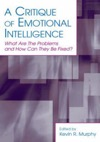 A CRITIQUE OF
EMOTIONAL
INTELLIGENCE
What Are The Problems
and How Can They Be Fixed?
Edited by
Kevin R. Murphy